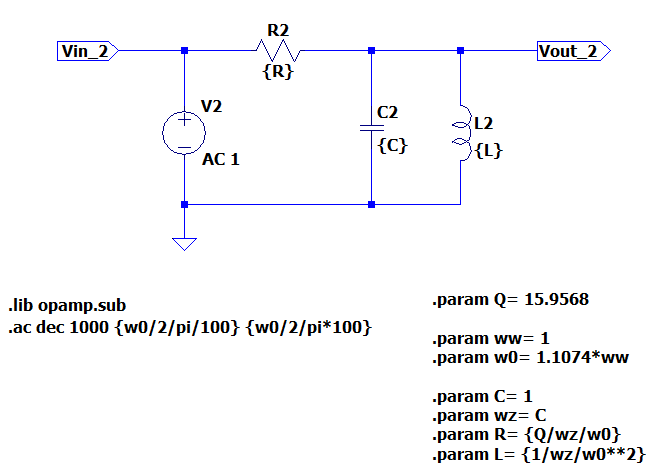 R2
Vin_2
Vout_2
{R}
V2
C2
L2
{C}
{L}
AC 1
.param Q= 15.9568
.lib opamp.sub
.ac dec 1000 {w0/2/pi/100} {w0/2/pi*100}
.param ww= 1
.param w0= 1.1074*ww
.param C= 1
.param wz= C
.param R= {Q/wz/w0}
.param L= {1/wz/w0**2}